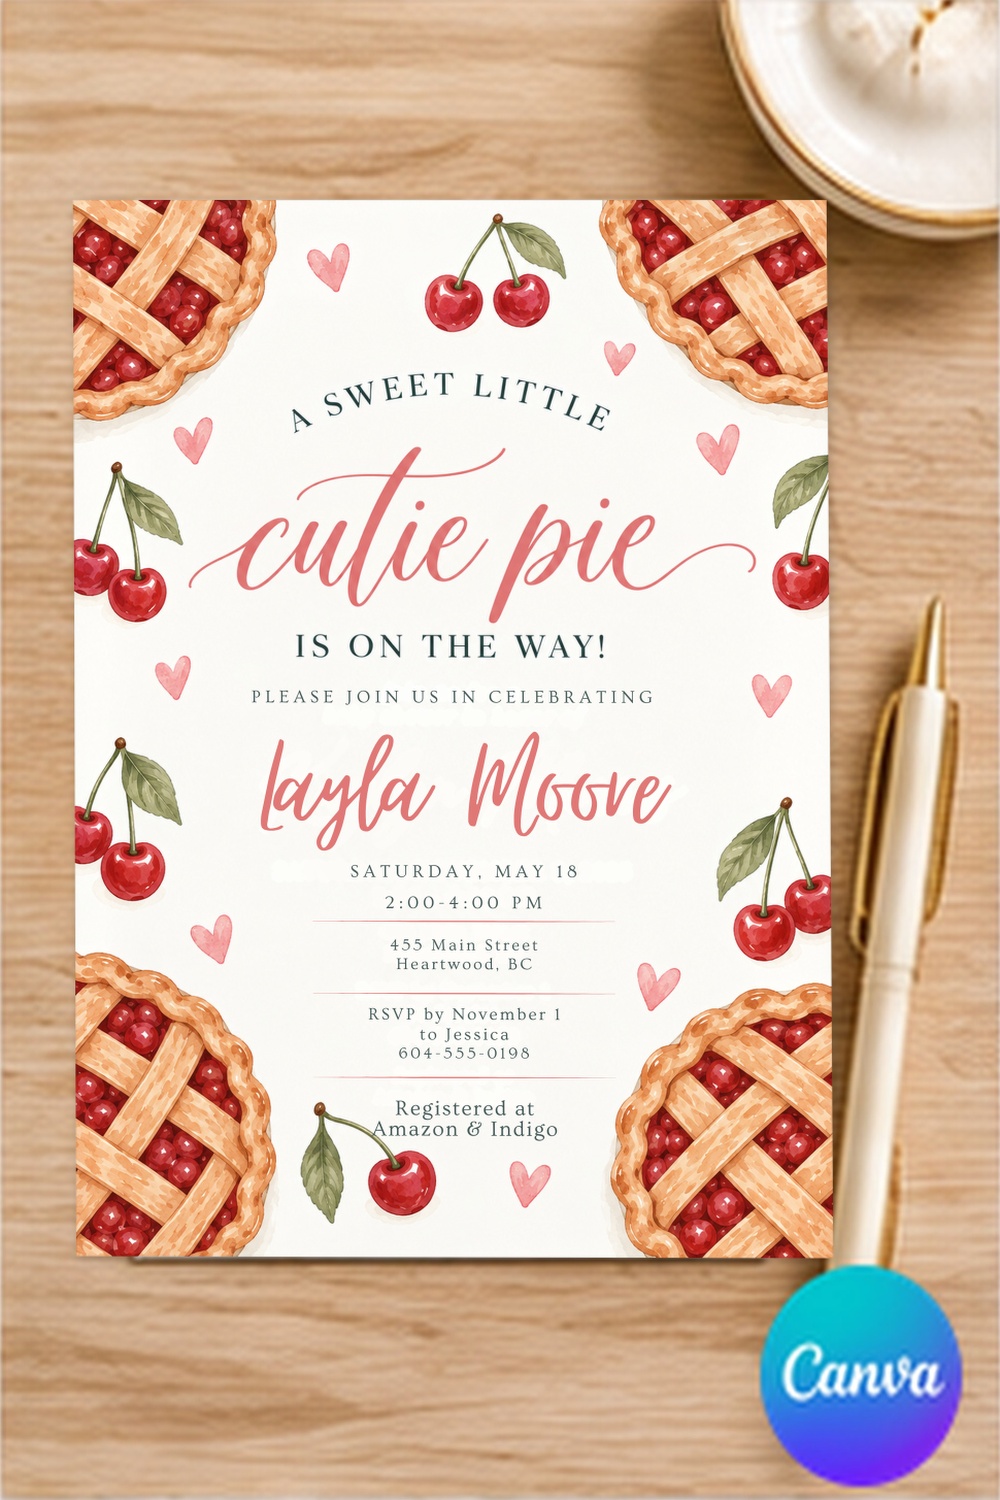 A SWEET LITTLE
cutie pie
IS ON THE WAY!
PLEASE JOIN US IN CELEBRATING
Layla Moore
SATURDAY, MAY 18
2:00-4:00 PM
455 Main Street
Heartwood, BC
RSVP by November 1
to Jessica
604-555-0198
Registered at
Amazon & Indigo
Canva